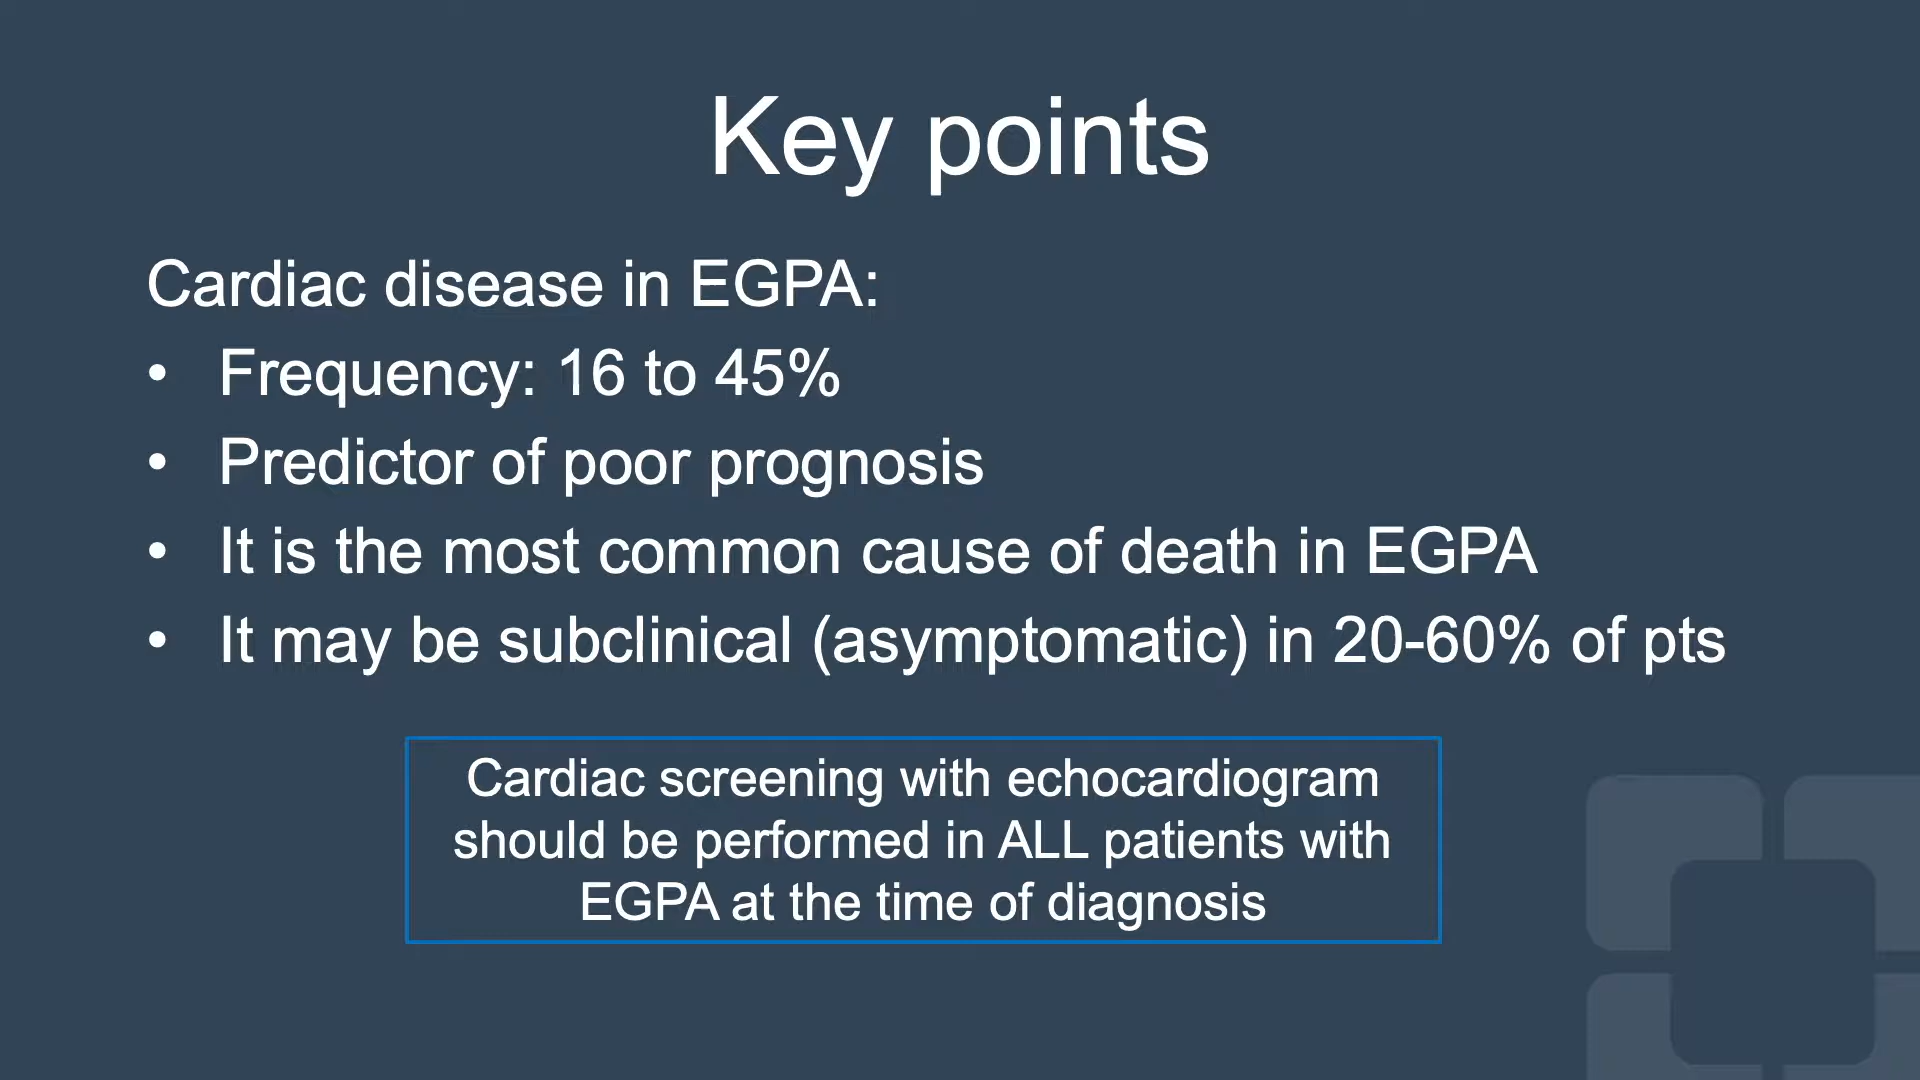 Key points
Cardiac disease in EGPA:
• Frequency: 16 to 45%
• Predictor of poor prognosis
• It is the most common cause of death in EGPA
• It may be subclinical (asymptomatic) in 20-60% of pts
Cardiac screening with echocardiogram
should be performed in ALL patients with
EGPA at the time of diagnosis